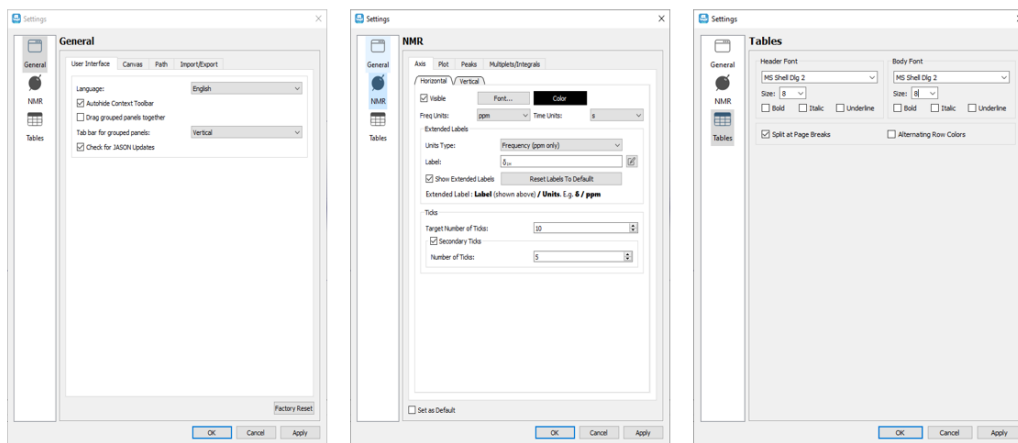 Settings
General
General
NMR
Tables
User Interface Canvas Path Import/Export
Language: English
Autohide Context Toolbar
Drag grouped panels together
Tab bar for grouped panels: Vertical
Check for JASON Updates
Factory Reset
OK Cancel Apply
Settings
NMR
General
NMR
Tables
Axis Plot Peaks Multiplets/Integrals
Horizontal Vertical
Visible Font... Color
Freq Units: ppm Time Units: s
Extended Labels
Units Type: Frequency (ppm only)
Label:
Show Extended Labels Reset Labels To Default
Extended Label : Label (shown above) / Units. E.g. δ / ppm
Ticks
Target Number of Ticks: 10
Secondary Ticks
Number of Ticks: 5
Set as Default
OK Cancel Apply
Settings
Tables
General
NMR
Tables
Header Font Body Font
MS Shell Dlg 2 MS Shell Dlg 2
Size: 8 Size: 8
Bold Italic Underline Bold Italic Underline
Split at Page Breaks Alternating Row Colors
OK Cancel Apply